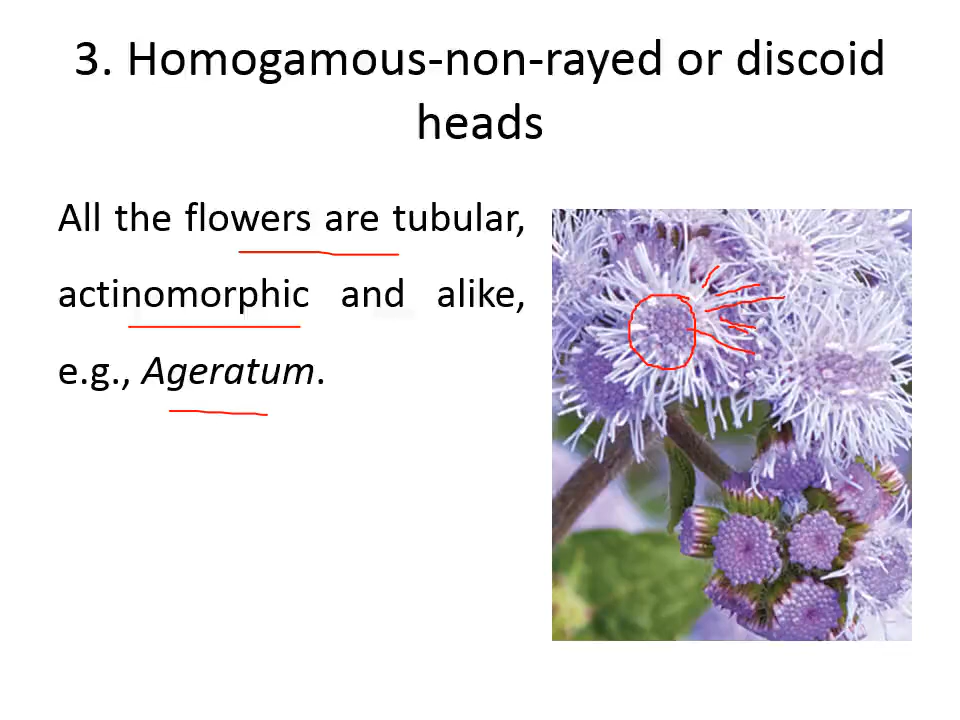 3. Homogamous-non-rayed or discoid
heads
All the flowers are tubular,
actinomorphic and alike,
e.g., Ageratum.